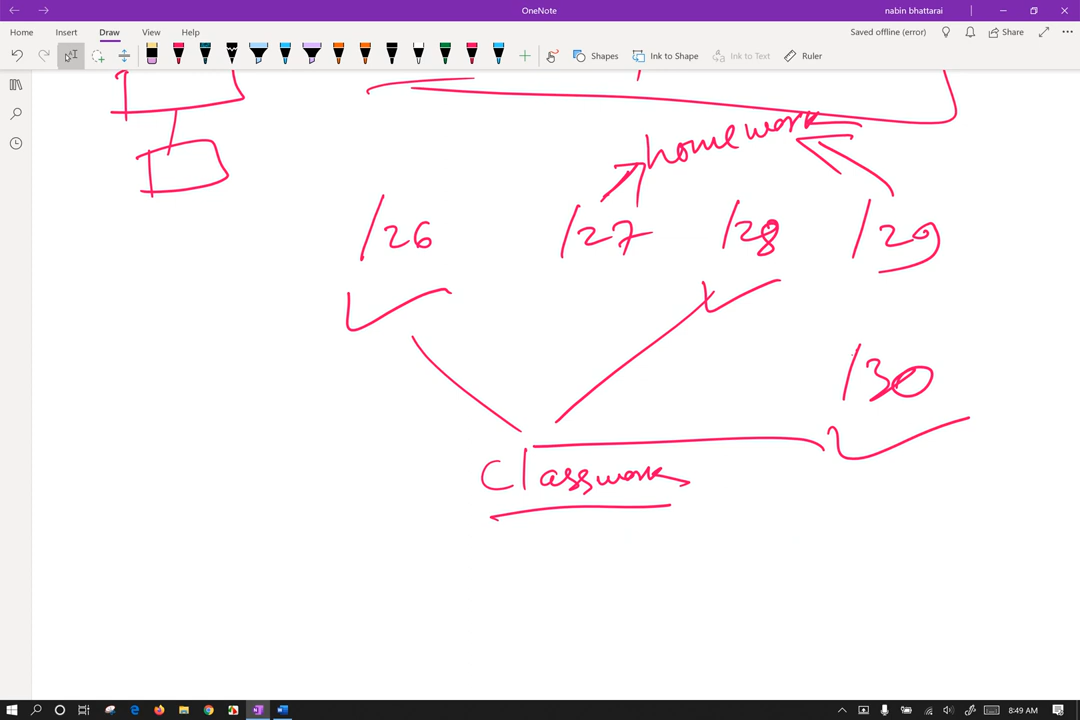 OneNote
nabin bhattarai
Home Insert Draw View Help
Saved offline (error) Share
Shapes Ink to Shape Ink to Text Ruler
homework
/26 /27 /28 /29
/30
Classwork
8:49 AM